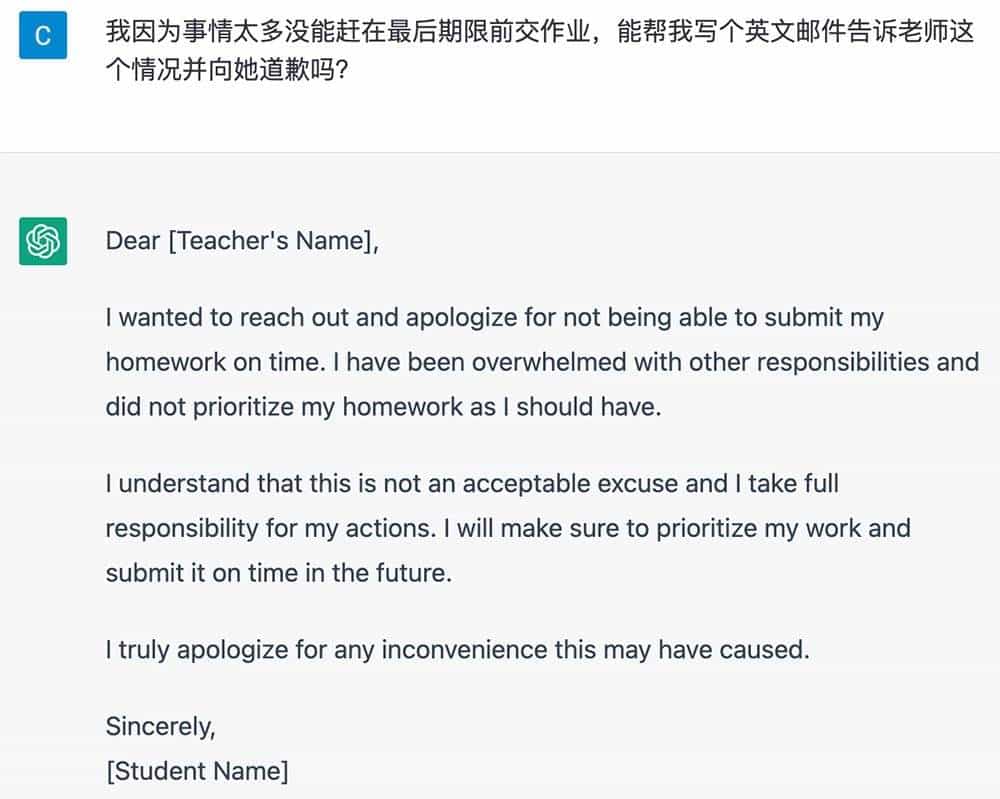 C
我因为事情太多没能赶在最后期限前交作业，能帮我写个英文邮件告诉老师这
个情况并向她道歉吗?
Dear [Teacher's Name],
I wanted to reach out and apologize for not being able to submit my
homework on time. I have been overwhelmed with other responsibilities and
did not prioritize my homework as I should have.
I understand that this is not an acceptable excuse and I take full
responsibility for my actions. I will make sure to prioritize my work and
submit it on time in the future.
I truly apologize for any inconvenience this may have caused.
Sincerely,
[Student Name]